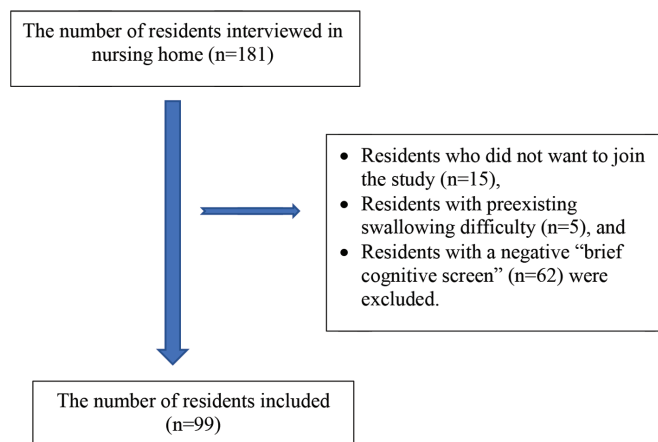 The number of residents interviewed in
nursing home (n=181)
• Residents who did not want to join
the study (n=15),
• Residents with preexisting
swallowing difficulty (n=5), and
• Residents with a negative “brief
cognitive screen” (n=62) were
excluded.
The number of residents included
(n=99)